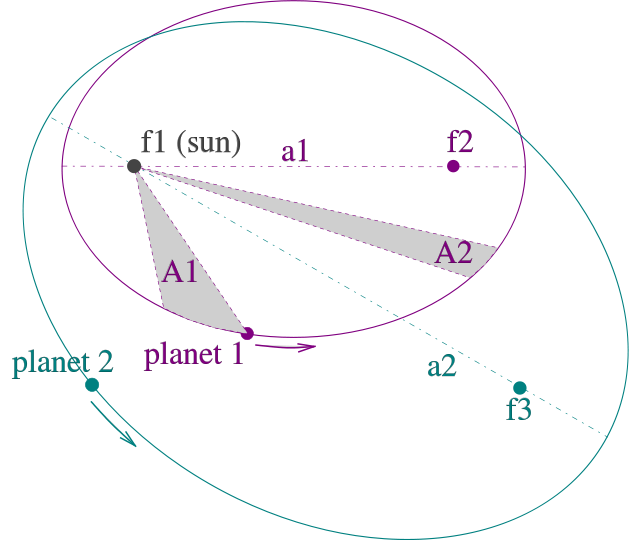 f1 (sun)
a1
f2
A1
A2
planet 1
planet 2
a2
f3